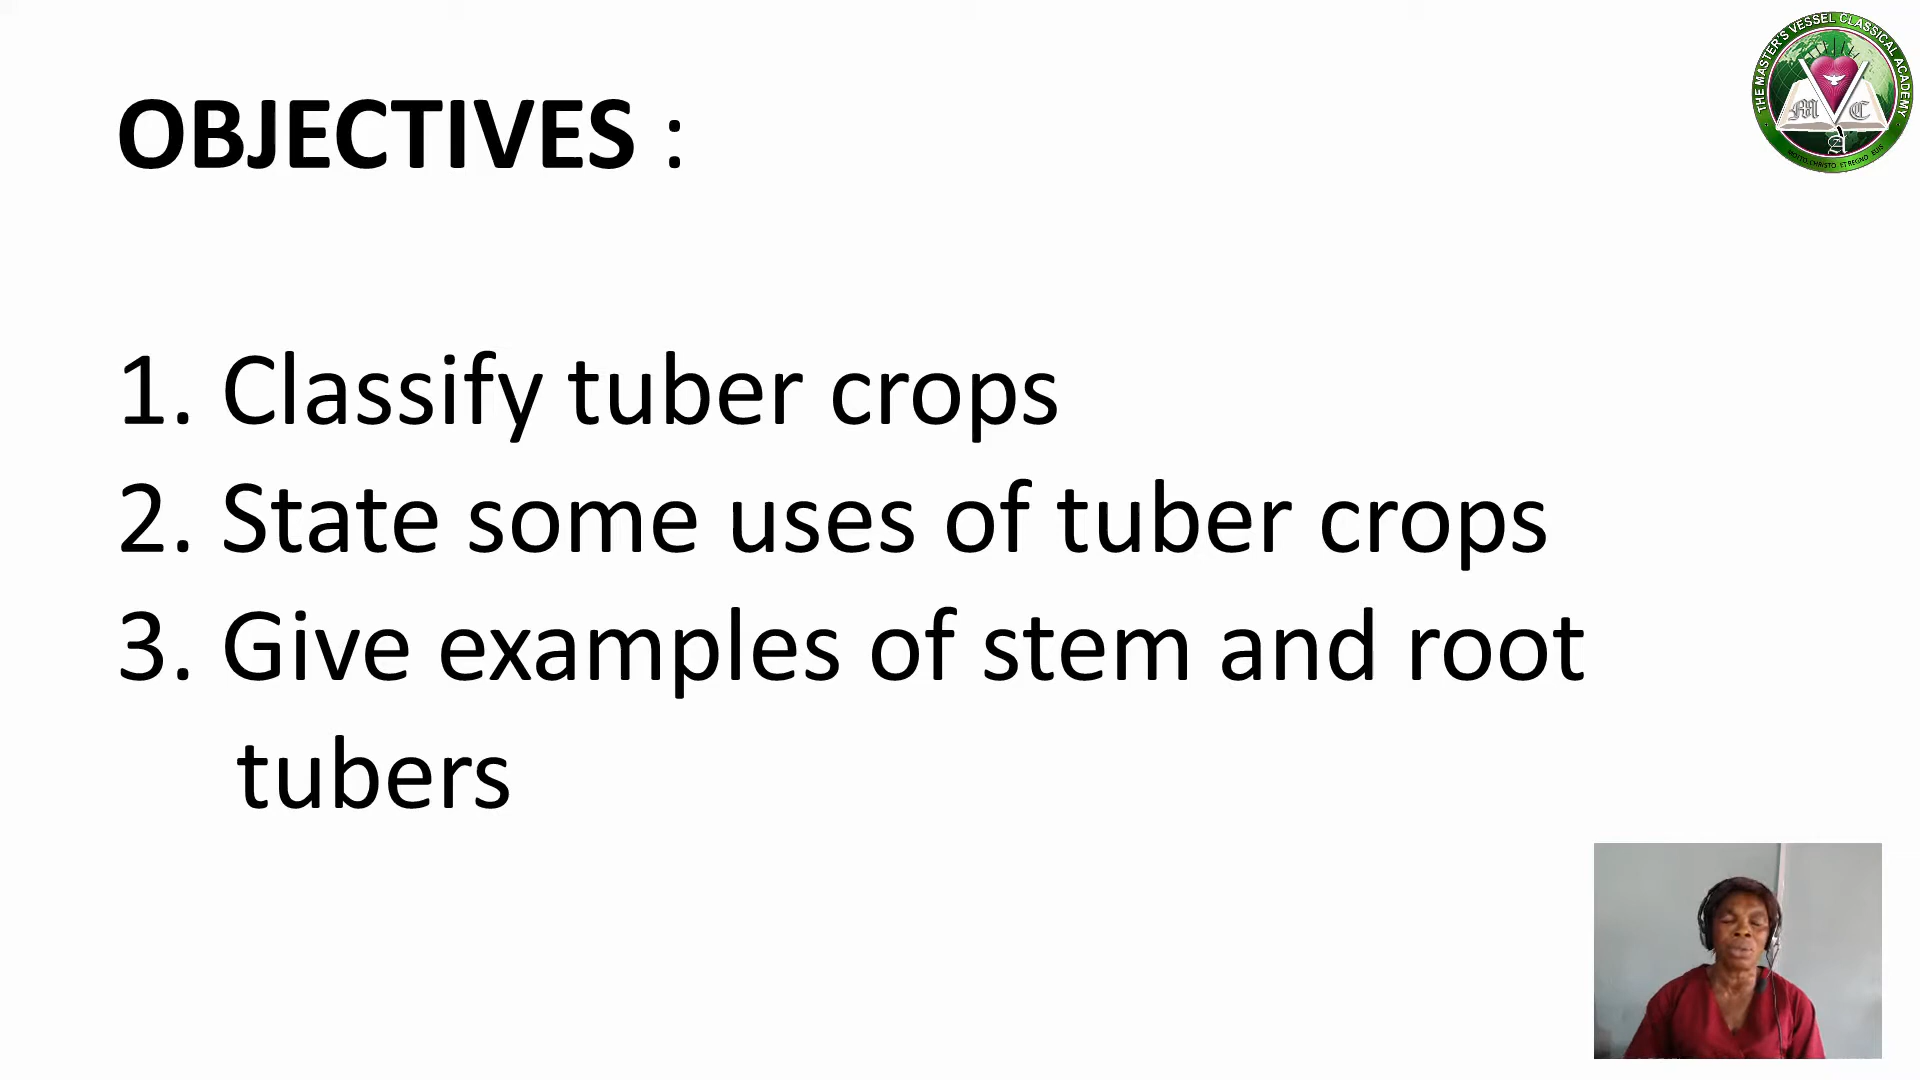 OBJECTIVES :
THE MASTER'S VESSEL CLASSICAL ACADEMY
M C
A
1. Classify tuber crops
2. State some uses of tuber crops
3. Give examples of stem and root
tubers